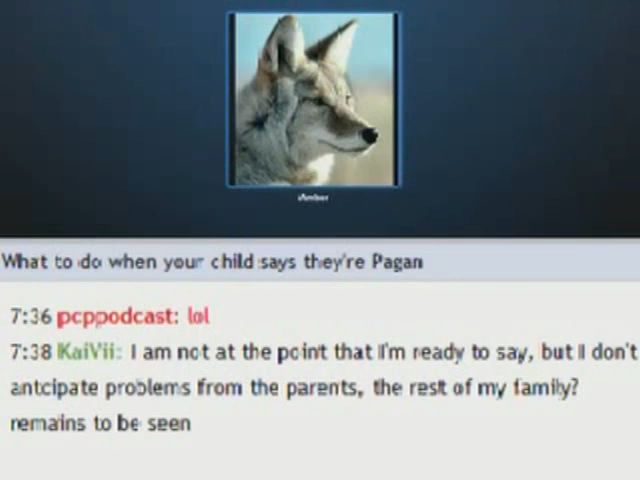 What to do when your child says they're Pagan
7:36 pcppodcast: lol
7:38 KaiVii: I am not at the point that I'm ready to say, but I don't
antcipate problems from the parents, the rest of my family?
remains to be seen